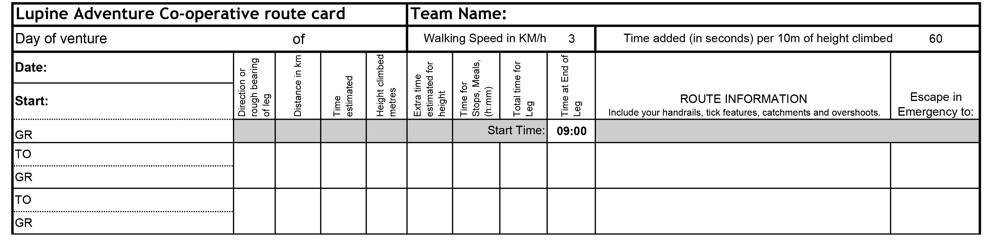 Lupine Adventure Co-operative route card
Team Name:
Day of venture of
Walking Speed in KM/h 3
Time added (in seconds) per 10m of height climbed 60
Date:
Start:
GR
Direction or
rough bearing
of leg
Distance in km
Time
estimated
Height climbed
metres
Extra time
estimated for
height
Time for
Stops, Meals,
(h:mm)
Total time for
Leg
Time at End of
Leg
ROUTE INFORMATION
Include your handrails, tick features, catchments and overshoots.
Escape in
Emergency to:
Start Time: 09:00
TO
GR
TO
GR